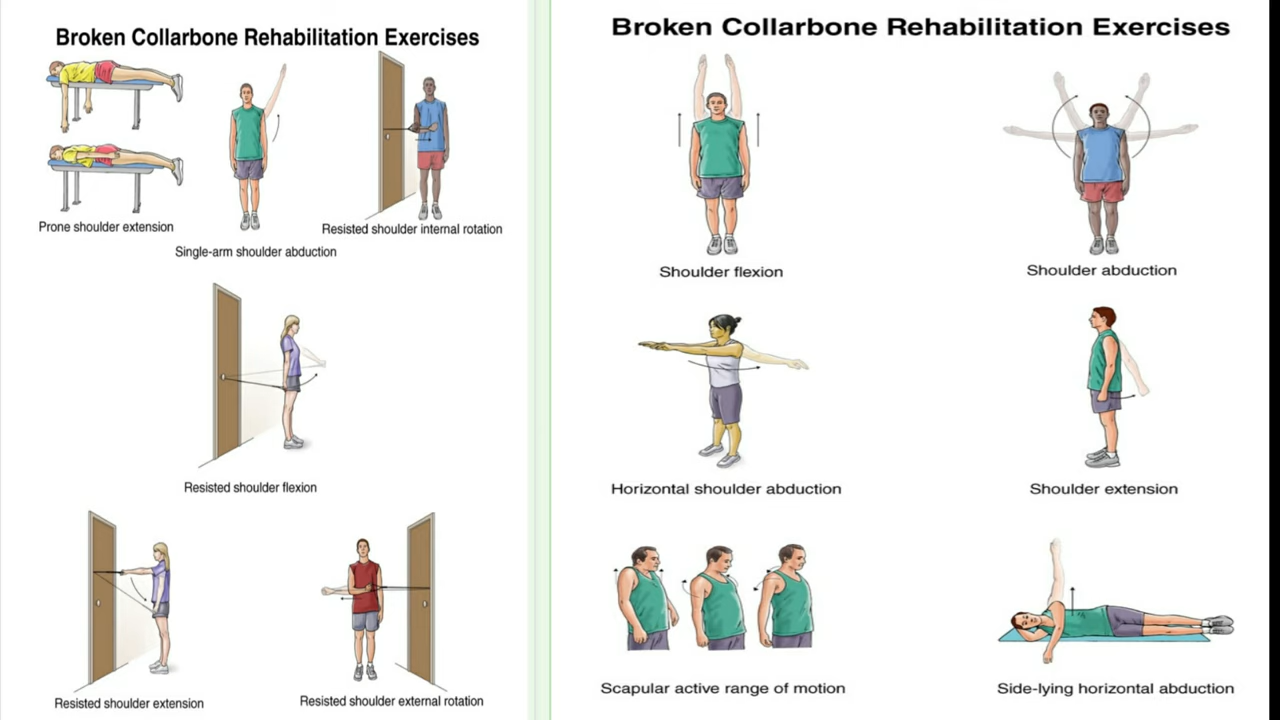 Broken Collarbone Rehabilitation Exercises
Prone shoulder extension
Single-arm shoulder abduction
Resisted shoulder internal rotation
Resisted shoulder flexion
Resisted shoulder extension
Resisted shoulder external rotation
Broken Collarbone Rehabilitation Exercises
Shoulder flexion
Shoulder abduction
Horizontal shoulder abduction
Shoulder extension
Scapular active range of motion
Side-lying horizontal abduction